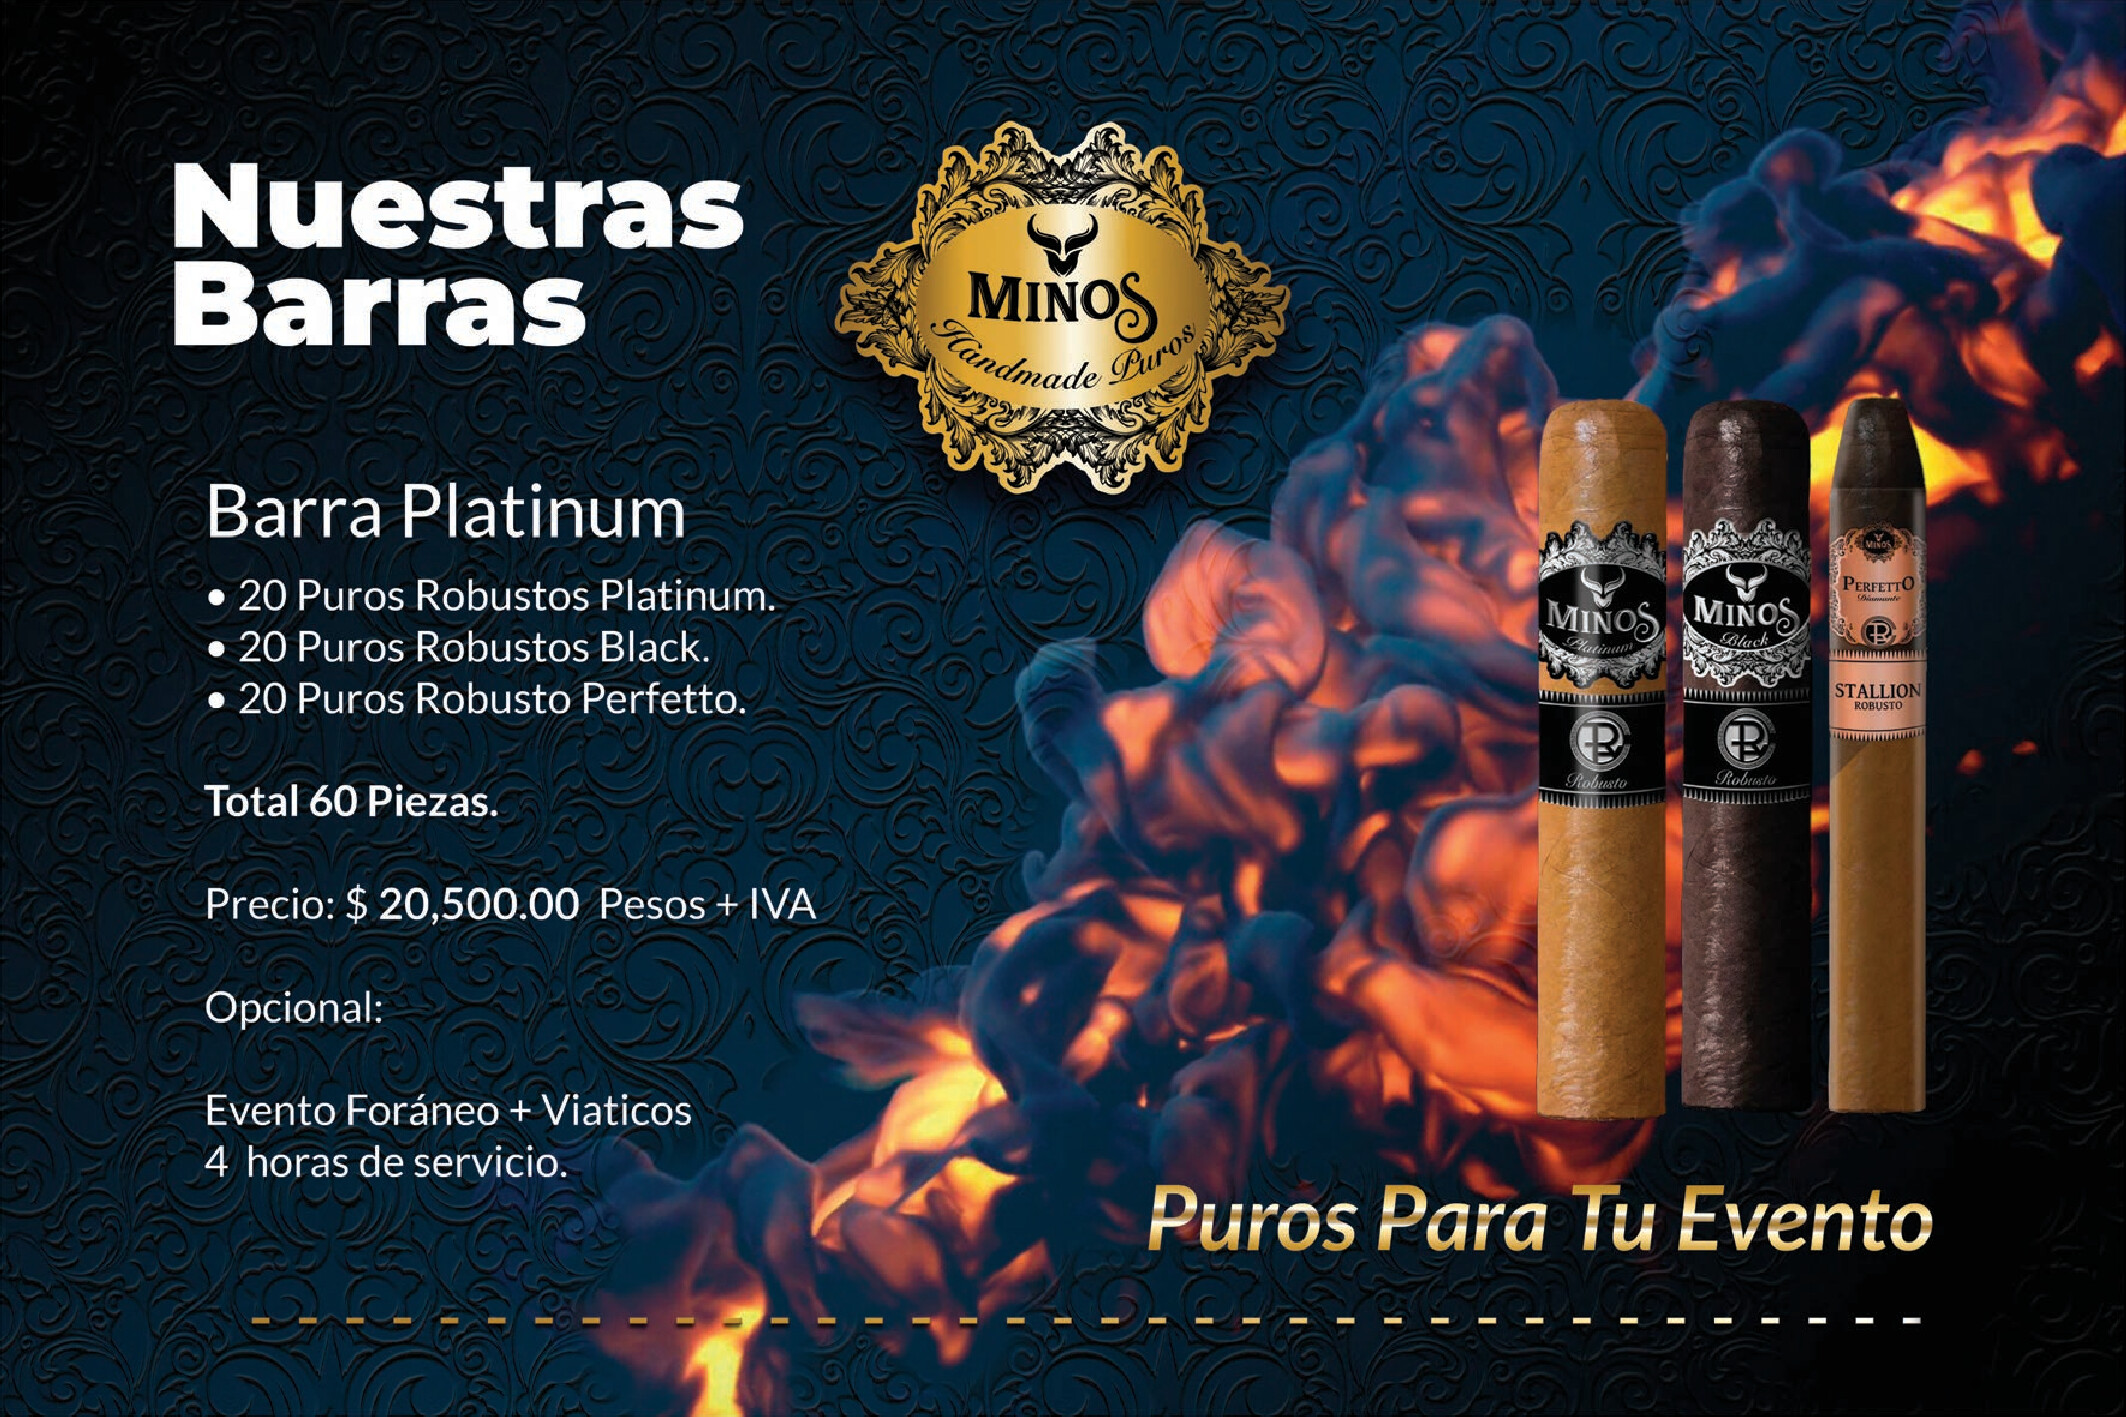 Nuestras
Barras
MINOS
Handmade Puros
Barra Platinum
• 20 Puros Robustos Platinum.
• 20 Puros Robustos Black.
• 20 Puros Robusto Perfetto.
Total 60 Piezas.
Precio: $ 20,500.00 Pesos + IVA
Opcional:
Evento Foráneo + Viaticos
4 horas de servicio.
MINOS
Platinum
Robusto
MINOS
Black
Robusto
MINOS
PERFETTO
Diamante
STALLION
ROBUSTO
Puros Para Tu Evento